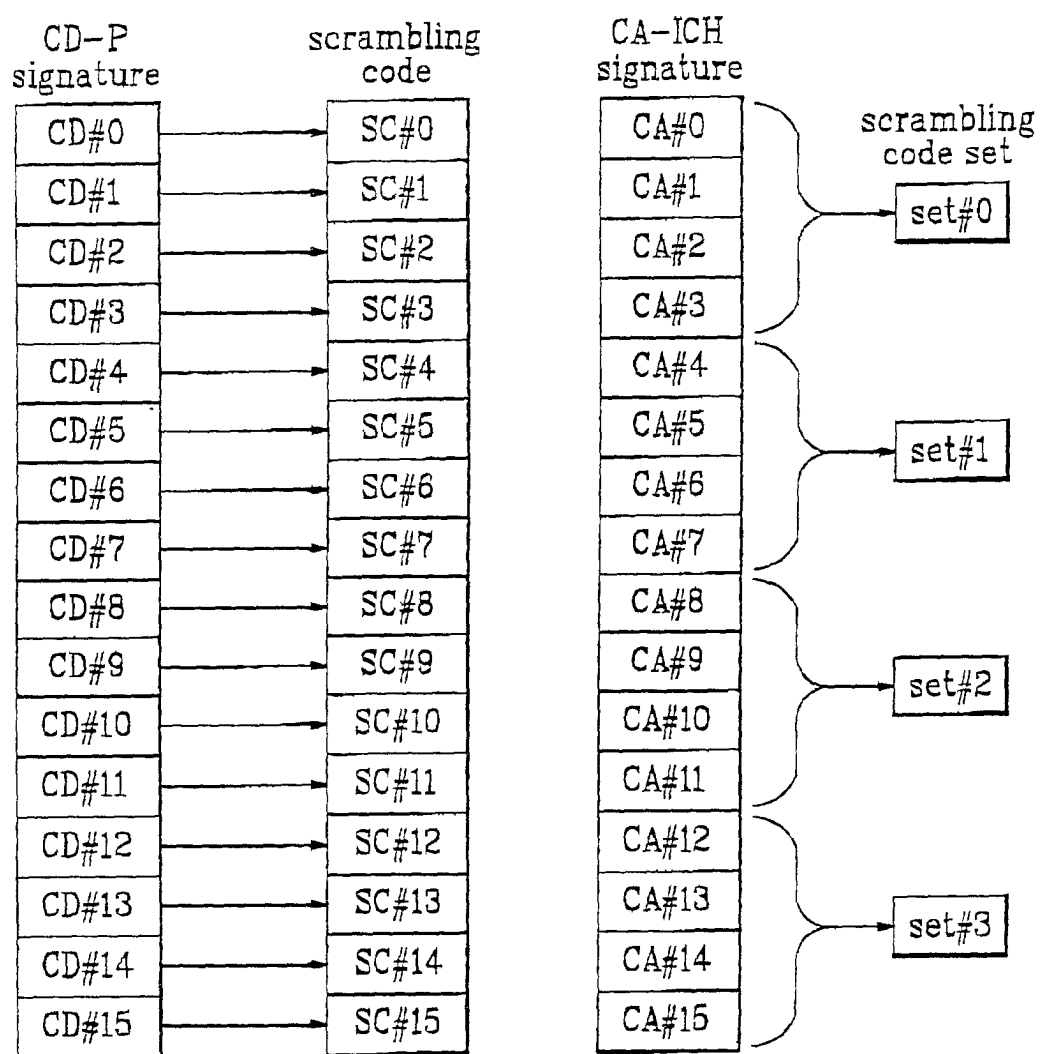 CD-P
signature
scrambling
code
CA-ICH
signature
scrambling
code set
CD#0
SC#0
CA#0
CD#1
SC#1
CA#1
set#0
CD#2
SC#2
CA#2
CD#3
SC#3
CA#3
CD#4
SC#4
CA#4
CD#5
SC#5
CA#5
set#1
CD#6
SC#6
CA#6
CD#7
SC#7
CA#7
CD#8
SC#8
CA#8
CD#9
SC#9
CA#9
set#2
CD#10
SC#10
CA#10
CD#11
SC#11
CA#11
CD#12
SC#12
CA#12
CD#13
SC#13
CA#13
set#3
CD#14
SC#14
CA#14
CD#15
SC#15
CA#15